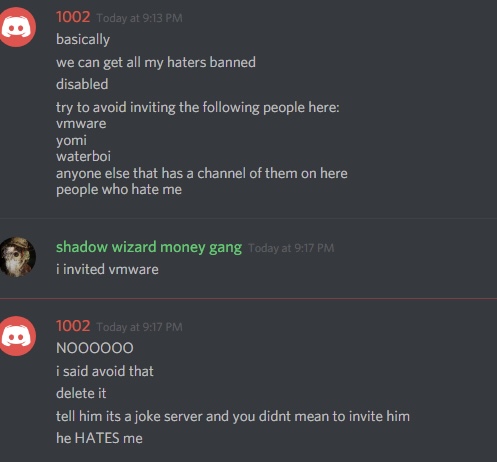 1002 Today at 9:13 PM
basically
we can get all my haters banned
disabled
try to avoid inviting the following people here:
vmware
yomi
waterboi
anyone else that has a channel of them on here
people who hate me
shadow wizard money gang Today at 9:17 PM
i invited vmware
1002 Today at 9:17 PM
NOOOOOO
i said avoid that
delete it
tell him its a joke server and you didnt mean to invite him
he HATES me